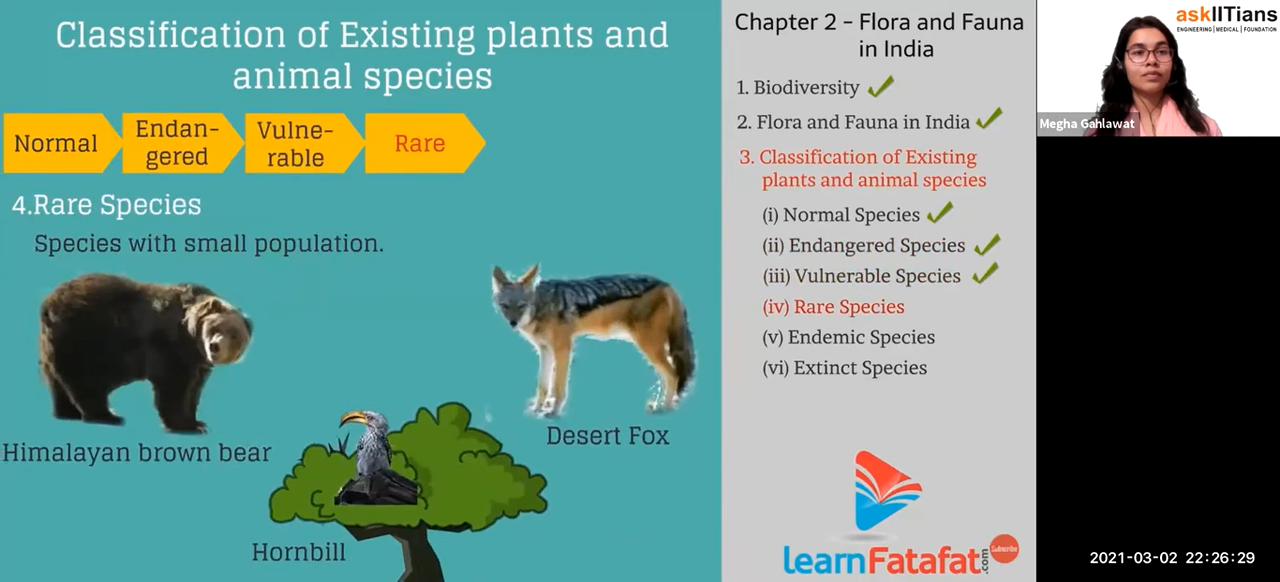 Classification of Existing plants and
animal species
Normal
Endan-
gered
Vulne-
rable
Rare
4.Rare Species
Species with small population.
Himalayan brown bear
Desert Fox
Hornbill
Chapter 2 – Flora and Fauna
in India
1. Biodiversity
2. Flora and Fauna in India
3. Classification of Existing
plants and animal species
(i) Normal Species
(ii) Endangered Species
(iii) Vulnerable Species
(iv) Rare Species
(v) Endemic Species
(vi) Extinct Species
learnFatafat.com
Subscribe
askIITians
ENGINEERING | MEDICAL | FOUNDATION
Megha Gahlawat
2021-03-02 22:26:29